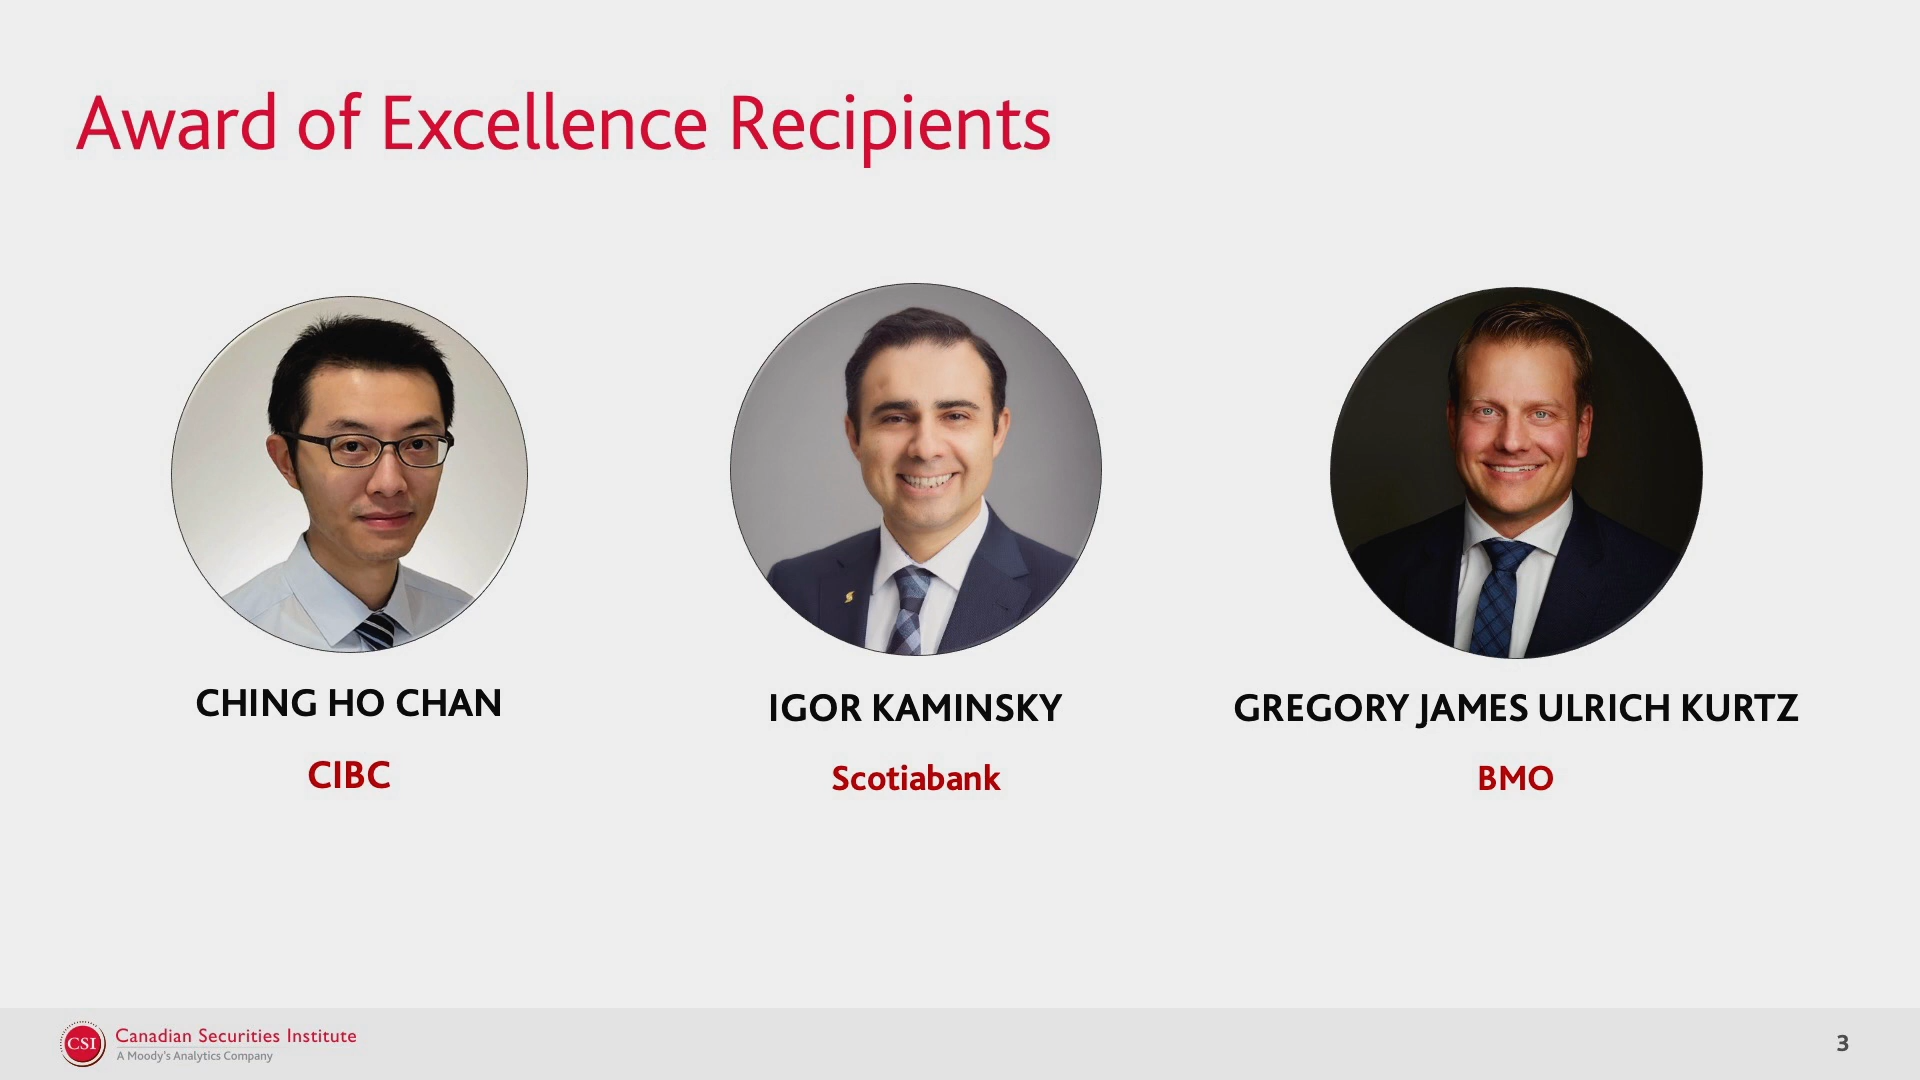 Award of Excellence Recipients
CHING HO CHAN
CIBC
IGOR KAMINSKY
Scotiabank
GREGORY JAMES ULRICH KURTZ
BMO
CSI
Canadian Securities Institute
A Moody's Analytics Company
3